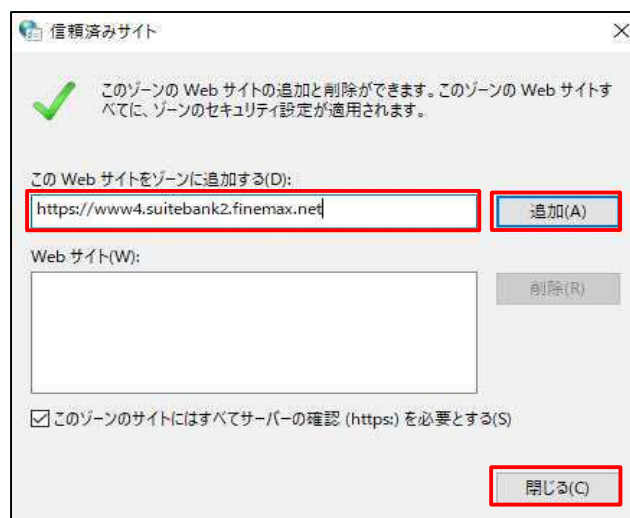 信頼済みサイト
このゾーンの Web サイトの追加と削除ができます。このゾーンの Web サイトす
べてに、ゾーンのセキュリティ設定が適用されます。
この Web サイトをゾーンに追加する(D):
https://www4.suitebank2.finemax.net
追加(A)
Web サイト(W):
削除(R)
このゾーンのサイトにはすべてサーバーの確認 (https:) を必要とする(S)
閉じる(C)